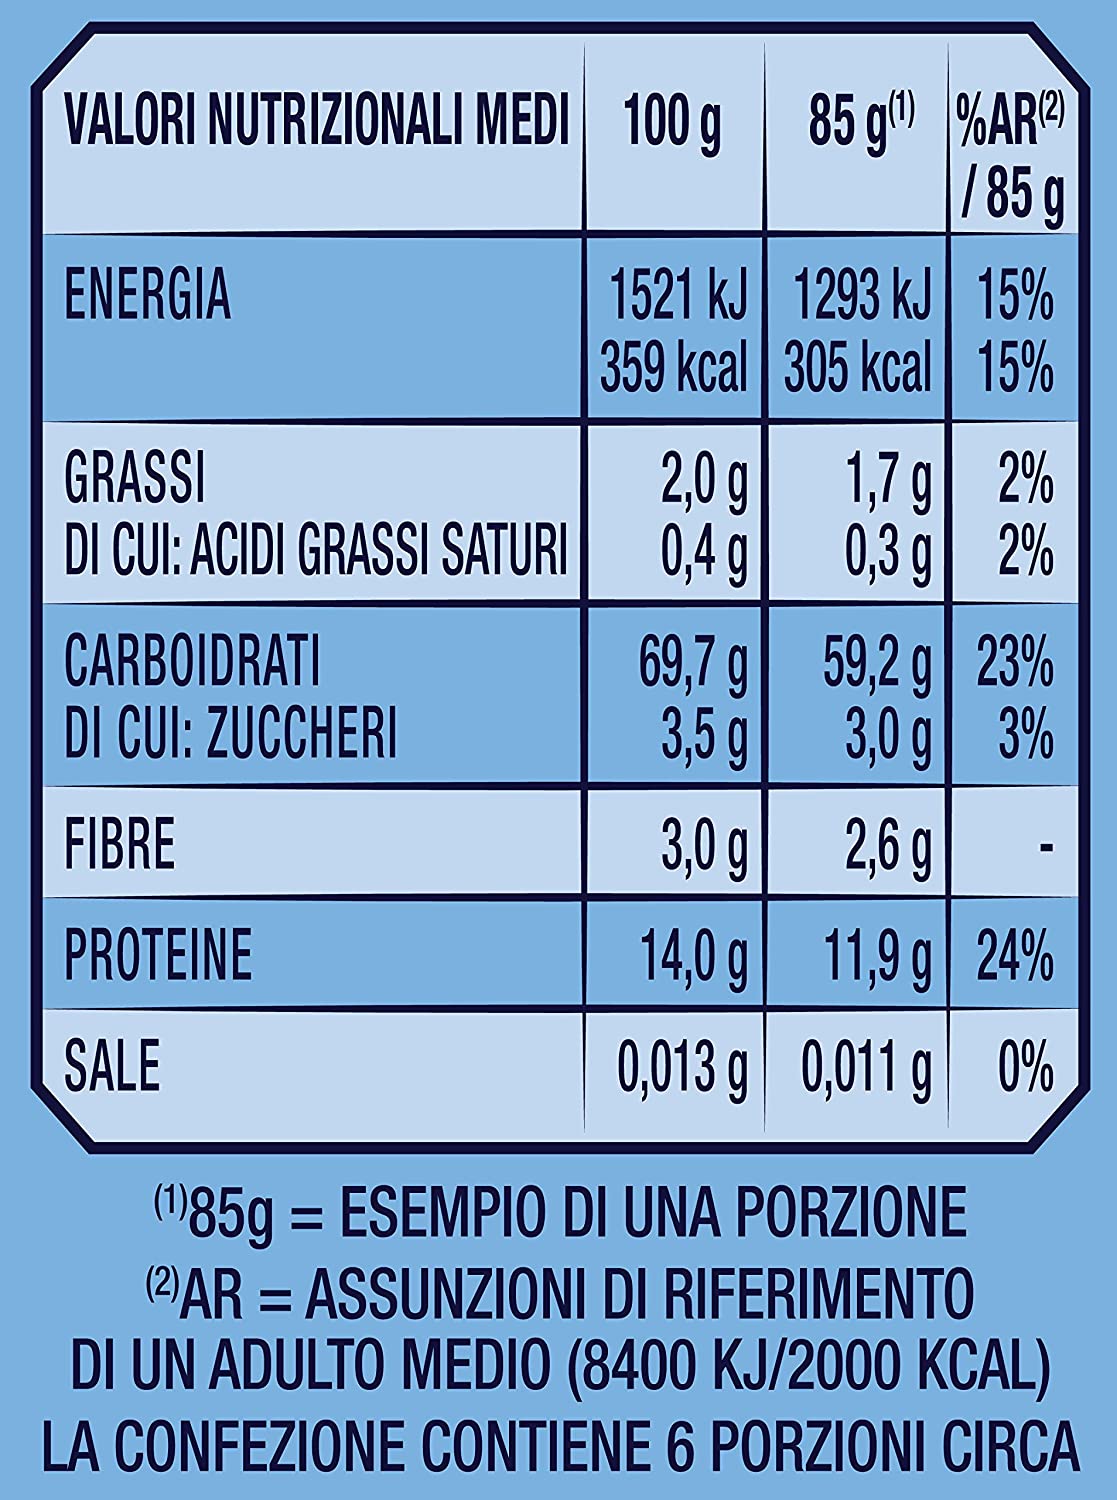 VALORI NUTRIZIONALI MEDI 100 g 85 g(1) %AR(2)
/ 85 g
ENERGIA 1521 kJ 1293 kJ 15%
359 kcal 305 kcal 15%
GRASSI 2,0 g 1,7 g 2%
DI CUI: ACIDI GRASSI SATURI 0,4 g 0,3 g 2%
CARBOIDRATI 69,7 g 59,2 g 23%
DI CUI: ZUCCHERI 3,5 g 3,0 g 3%
FIBRE 3,0 g 2,6 g -
PROTEINE 14,0 g 11,9 g 24%
SALE 0,013 g 0,011 g 0%
(1)85g = ESEMPIO DI UNA PORZIONE
(2)AR = ASSUNZIONI DI RIFERIMENTO
DI UN ADULTO MEDIO (8400 KJ/2000 KCAL)
LA CONFEZIONE CONTIENE 6 PORZIONI CIRCA